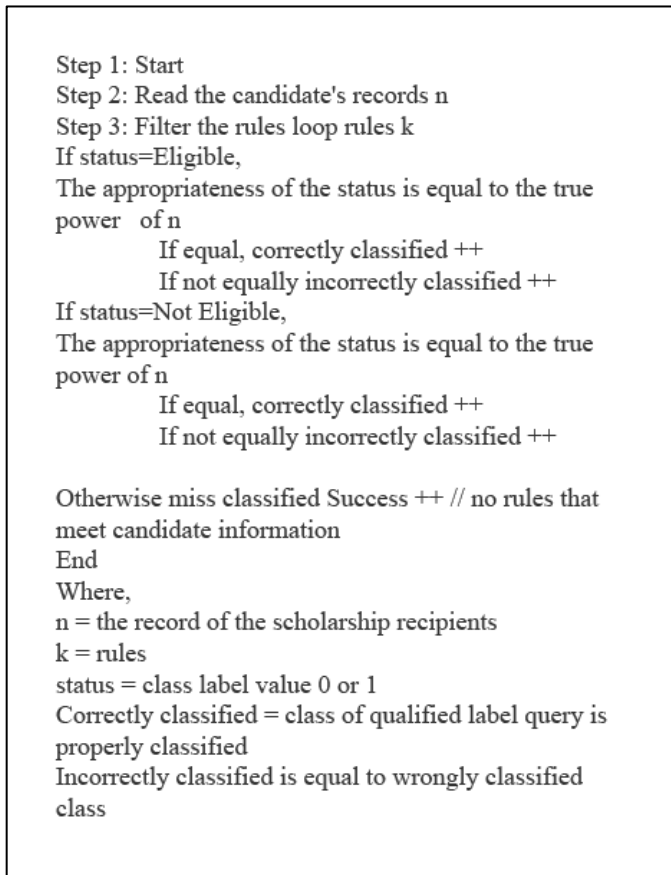 Step 1: Start
Step 2: Read the candidate's records n
Step 3: Filter the rules loop rules k
If status=Eligible,
The appropriateness of the status is equal to the true
power of n
If equal, correctly classified ++
If not equally incorrectly classified ++
If status=Not Eligible,
The appropriateness of the status is equal to the true
power of n
If equal, correctly classified ++
If not equally incorrectly classified ++
Otherwise miss classified Success ++ // no rules that
meet candidate information
End
Where,
n = the record of the scholarship recipients
k = rules
status = class label value 0 or 1
Correctly classified = class of qualified label query is
properly classified
Incorrectly classified is equal to wrongly classified
class